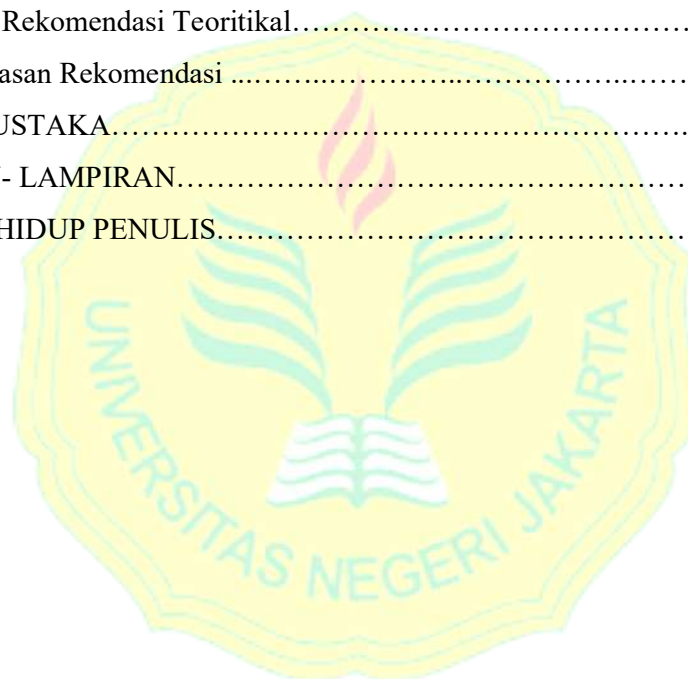 Rekomendasi Teoritikal……………………………………………
asan Rekomendasi ...……..…………..……………..……
USTAKA…………………………………………………..
- LAMPIRAN……………………………………………
HIDUP PENULIS…………………………………………
UNIVERSITAS NEGERI JAKARTA